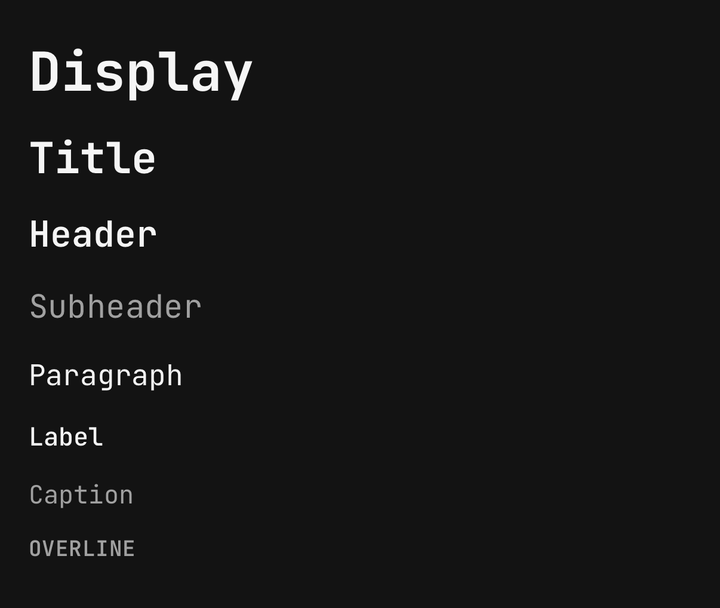 Display
Title
Header
Subheader
Paragraph
Label
Caption
OVERLINE